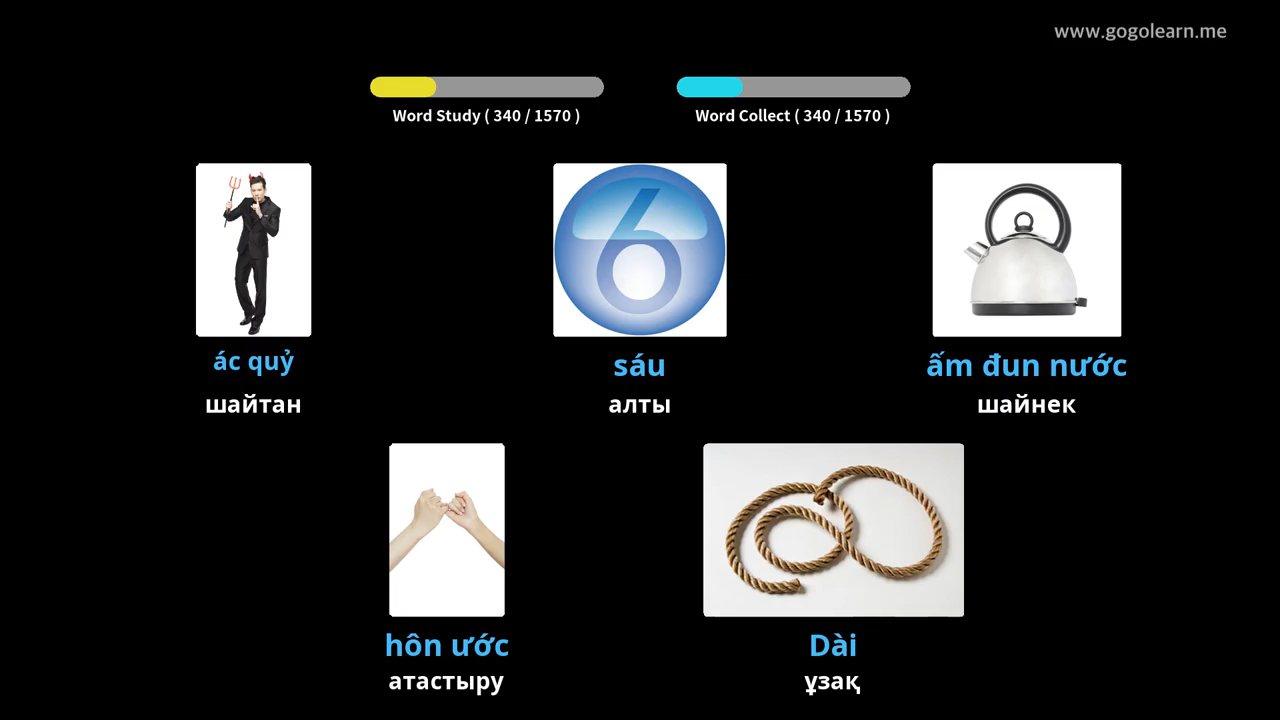 www.gogolearn.me
Word Study ( 340 / 1570 )
Word Collect ( 340 / 1570 )
6
ác quỷ
шайтан
sáu
алты
ấm đun nước
шайнек
hôn ước
атастыру
Dài
ұзақ